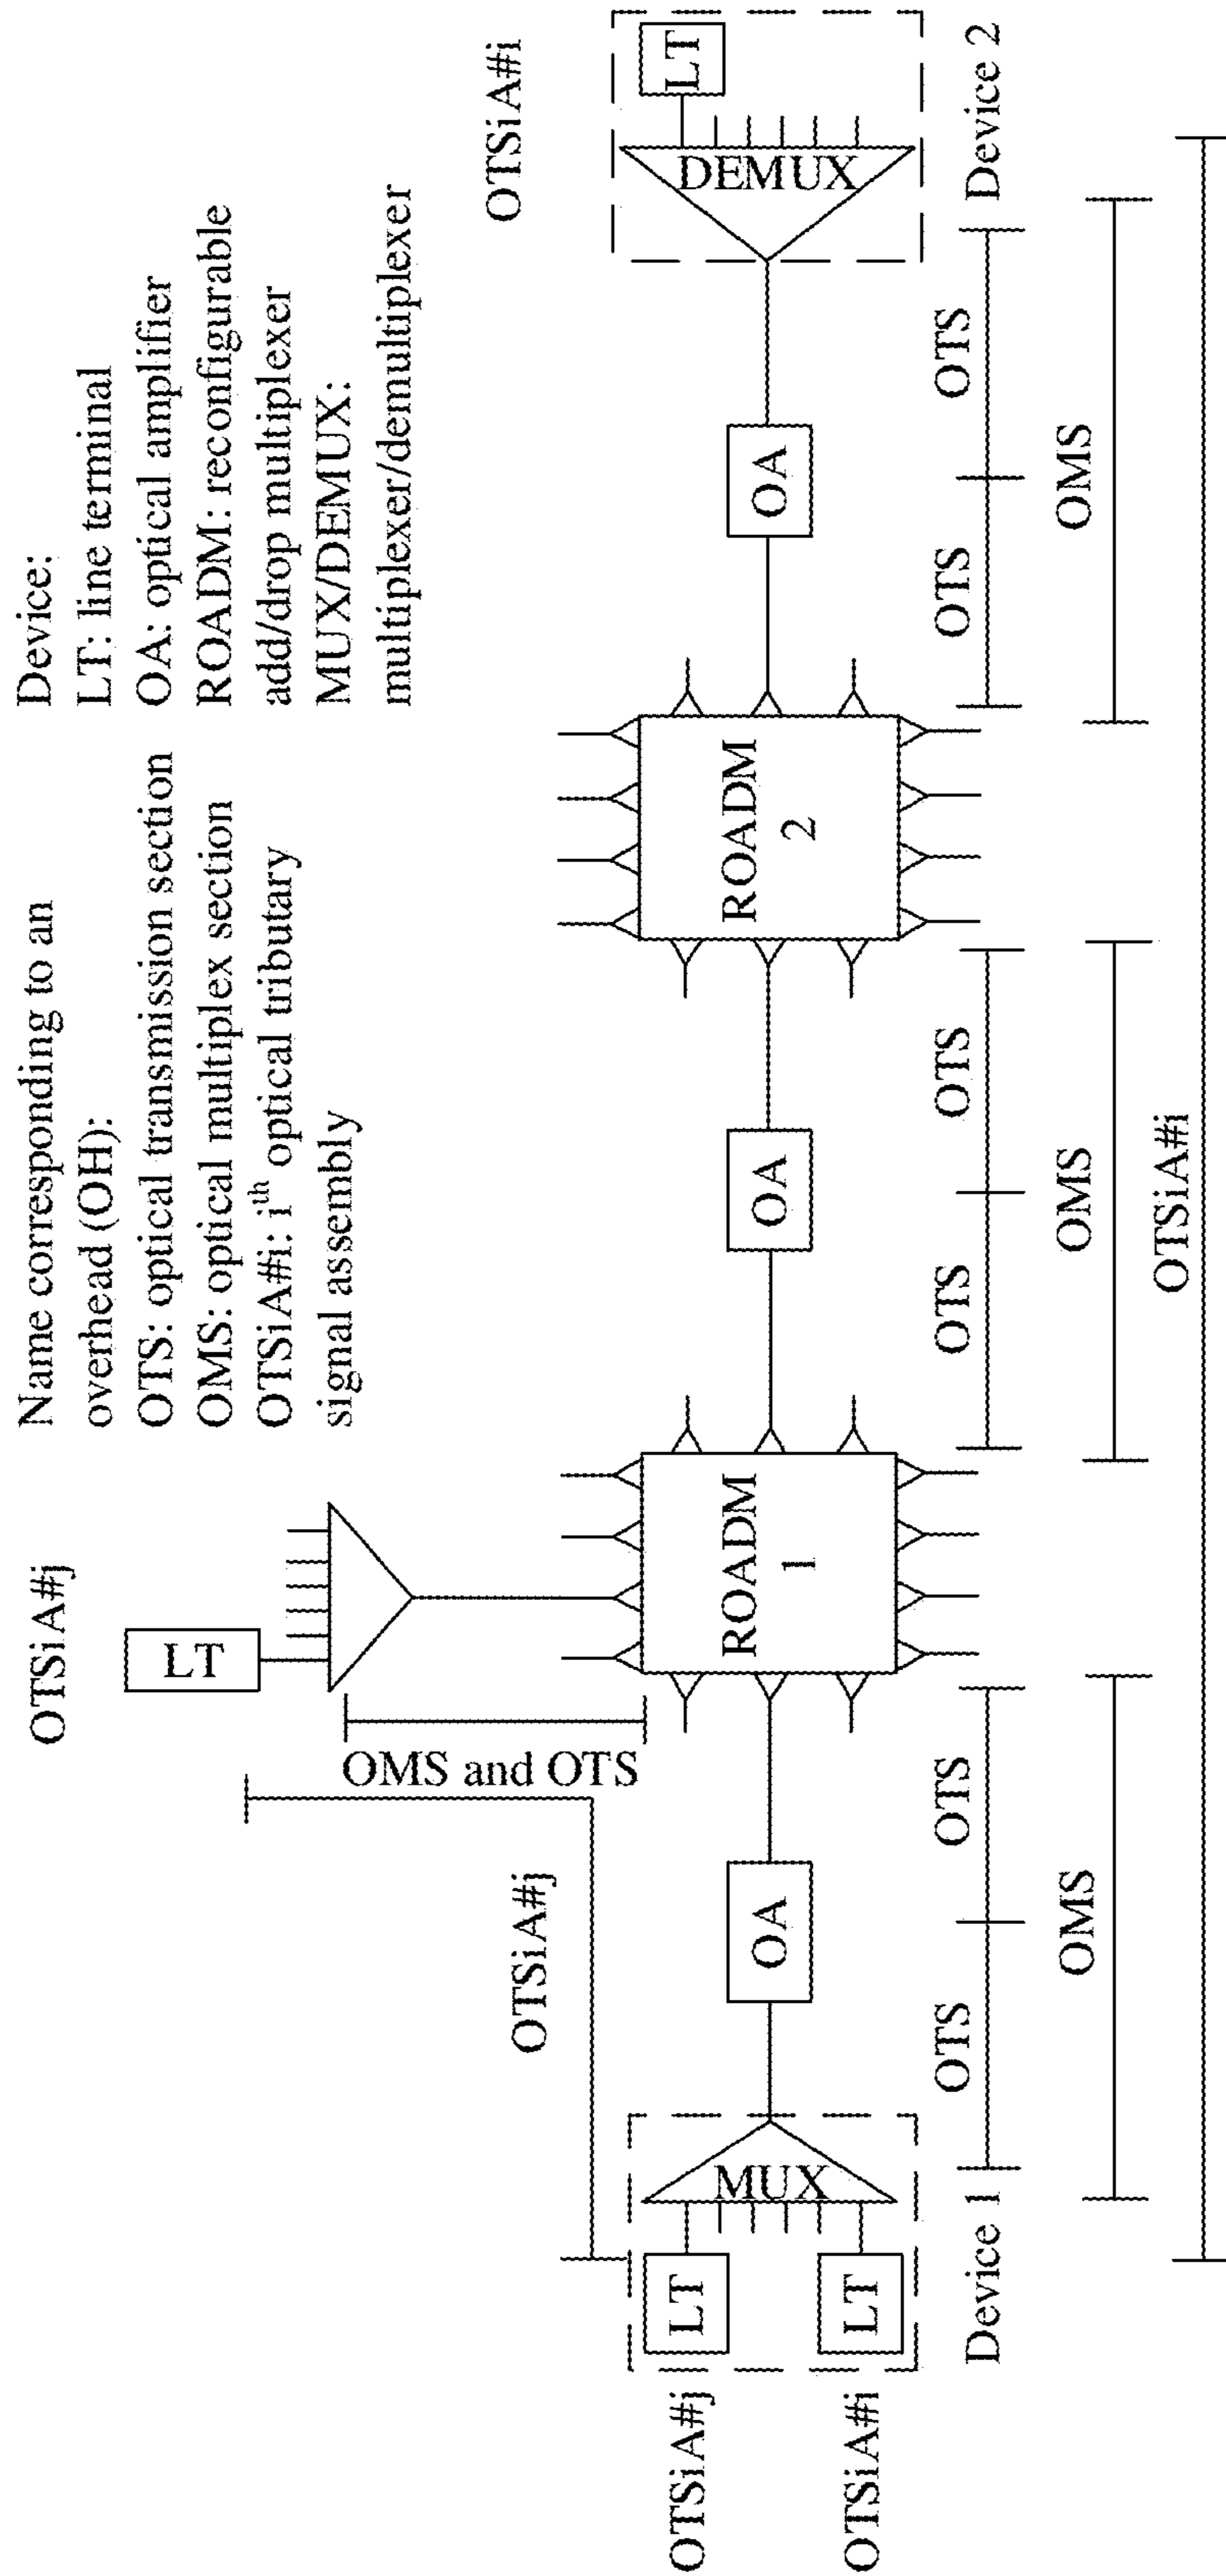 Name corresponding to an
overhead (OH):
OTS: optical transmission section
OMS: optical multiplex section
OTSiA#i: iᵗʰ optical tributary
signal assembly
Device:
LT: line terminal
OA: optical amplifier
ROADM: reconfigurable
add/drop multiplexer
MUX/DEMUX:
multiplexer/demultiplexer
OTSiA#j
LT
OMS and OTS
OTSiA#j
OTSiA#i
OTSiA#j
OTSiA#i
LT
LT
MUX
OA
ROADM
1
OA
ROADM
2
OA
DEMUX
LT
Device 1
Device 2
OTS
OTS
OTS
OTS
OTS
OTS
OMS
OMS
OMS
OTSiA#i